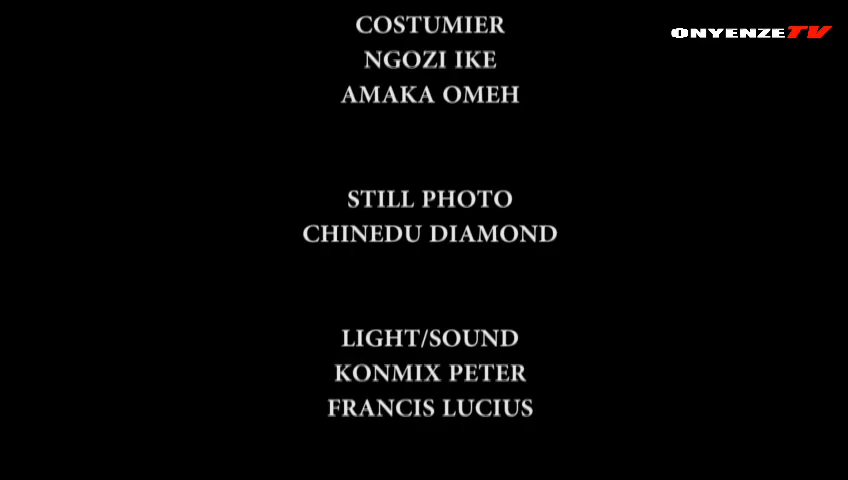 ONYENZETV
COSTUMIER
NGOZI IKE
AMAKA OMEH
STILL PHOTO
CHINEDU DIAMOND
LIGHT/SOUND
KONMIX PETER
FRANCIS LUCIUS